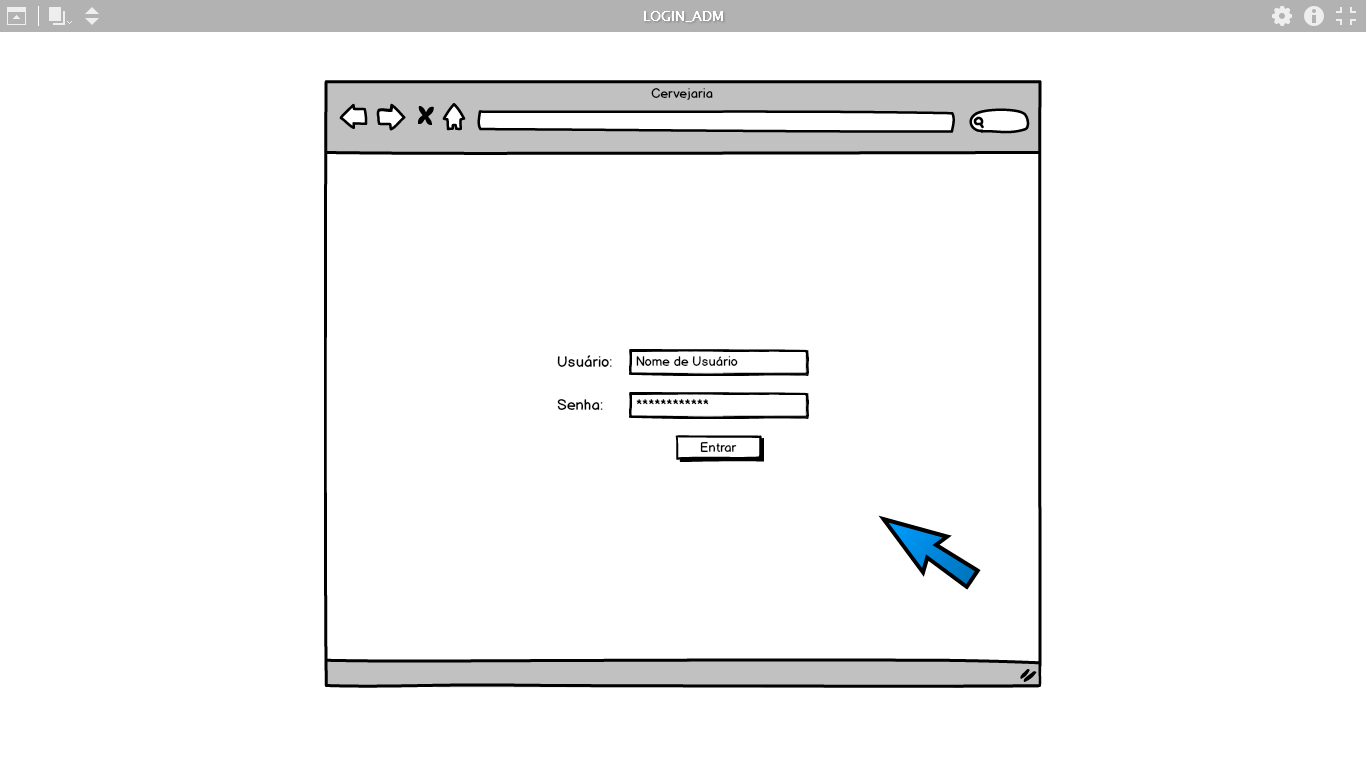 LOGIN_ADM
Cervejaria
Usuário: Nome de Usuário
Senha: ************
Entrar